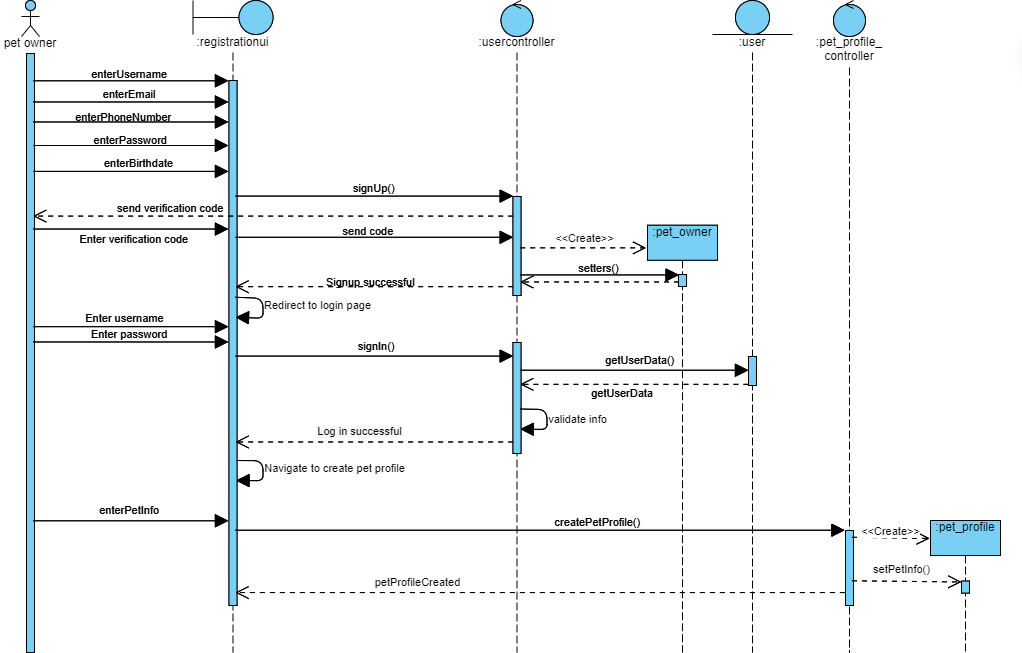 pet owner
:registrationui
:usercontroller
:user
:pet_profile_
controller
enterUsername
enterEmail
enterPhoneNumber
enterPassword
enterBirthdate
signUp()
send verification code
Enter verification code
send code
<<Create>>
:pet_owner
setters()
Signup successful
Redirect to login page
Enter username
Enter password
signIn()
getUserData()
getUserData
validate info
Log in successful
Navigate to create pet profile
enterPetInfo
createPetProfile()
<<Create>>
:pet_profile
setPetInfo()
petProfileCreated